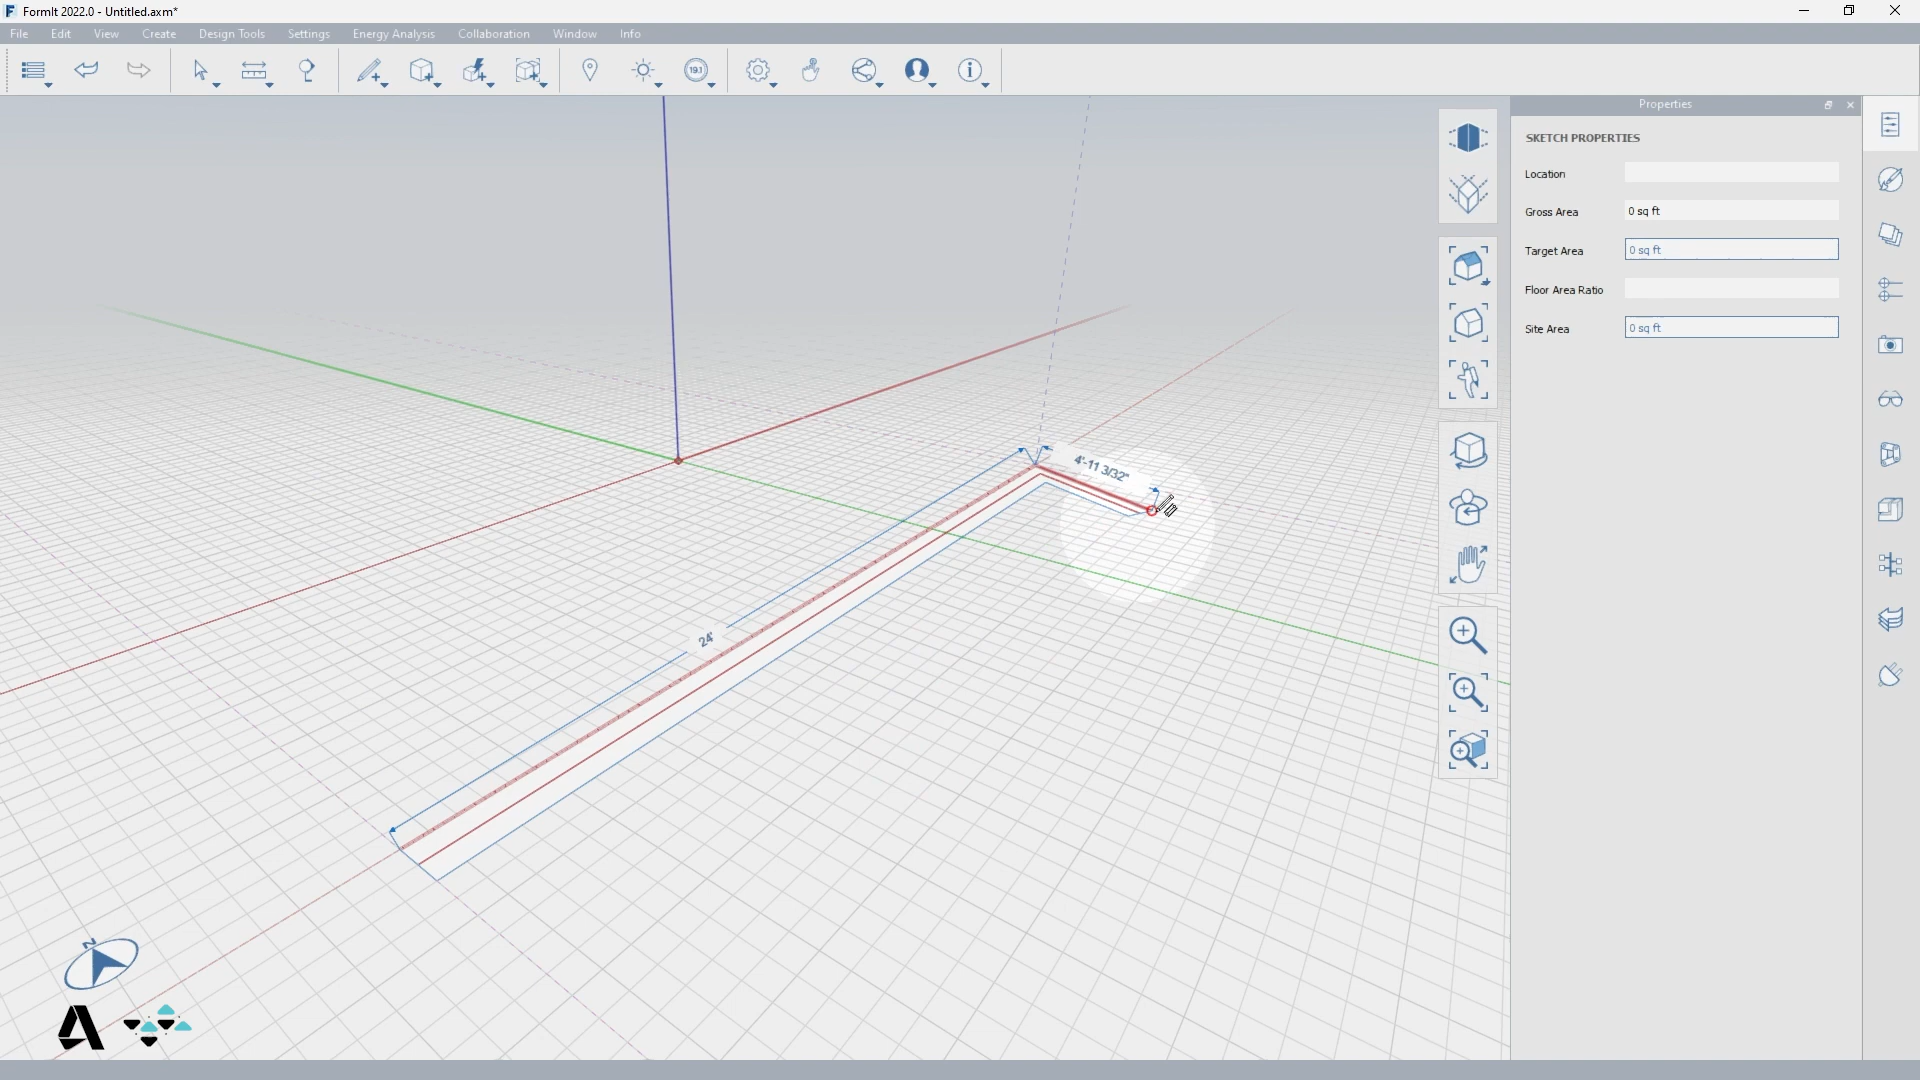 FormIt 2022.0 - Untitled.axm*
File Edit View Create Design Tools Settings Energy Analysis Collaboration Window Info
19.1
Properties
SKETCH PROPERTIES
Location
Gross Area 0 sq ft
Target Area 0 sq ft
Floor Area Ratio
Site Area 0 sq ft
4'-11 3/32"
24'
N